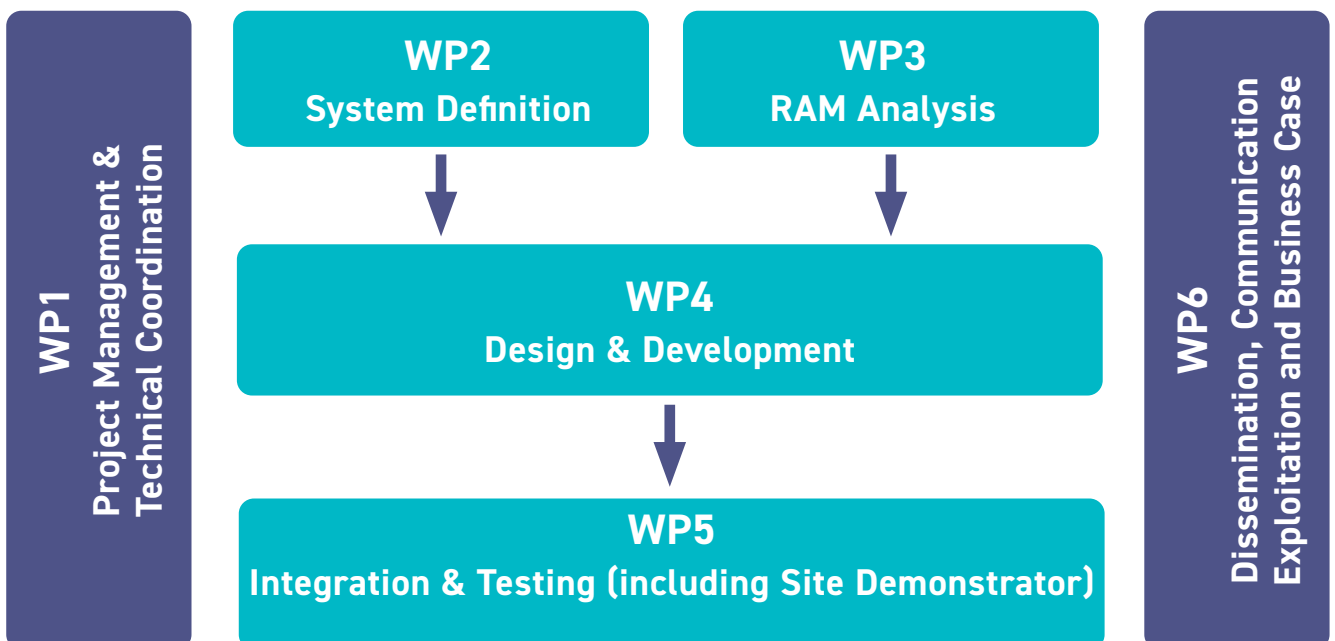 WP1
Project Management &
Technical Coordination
WP2
System Definition
WP3
RAM Analysis
WP4
Design & Development
WP5
Integration & Testing (including Site Demonstrator)
WP6
Dissemination, Communication
Exploitation and Business Case